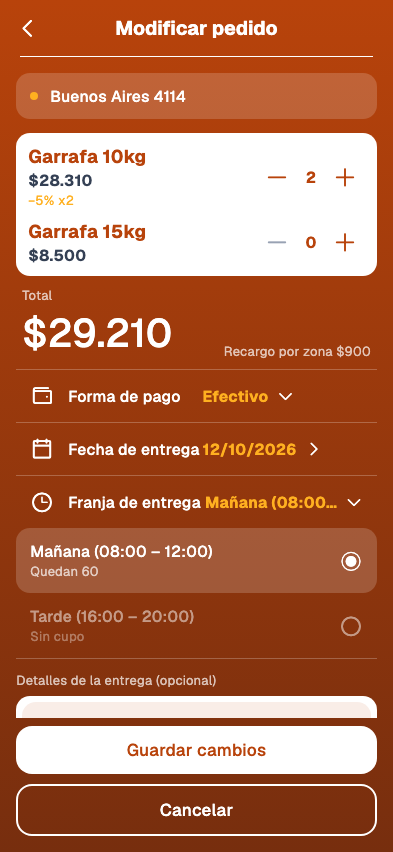 Modificar pedido
Buenos Aires 4114
Garrafa 10kg
$28.310
-5% x2
2
Garrafa 15kg
$8.500
0
Total
$29.210
Recargo por zona $900
Forma de pago Efectivo
Fecha de entrega 12/10/2026
Franja de entrega Mañana (08:00...
Mañana (08:00 – 12:00)
Quedan 60
Tarde (16:00 – 20:00)
Sin cupo
Detalles de la entrega (opcional)
Guardar cambios
Cancelar